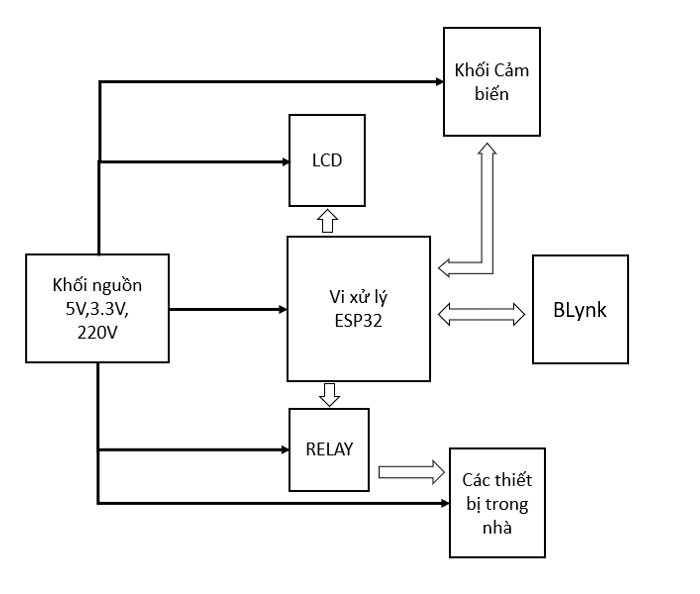 Khối Cảm
biến
LCD
Khối nguồn
5V,3.3V,
220V
Vi xử lý
ESP32
BLynk
RELAY
Các thiết
bị trong
nhà